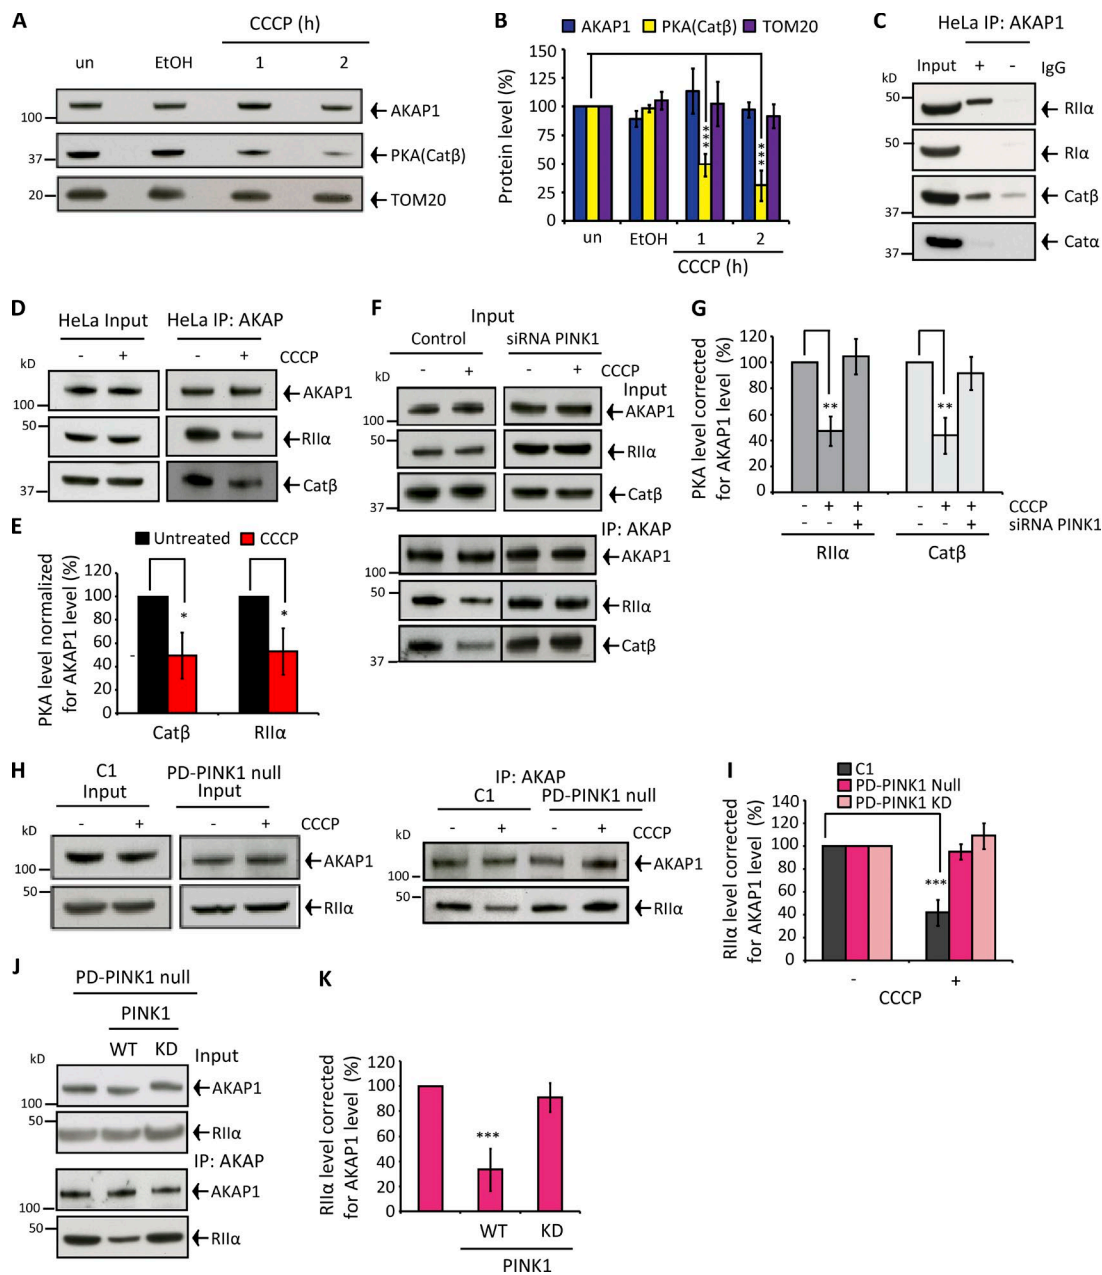 A
CCCP (h)
un EtOH 1 2
100 AKAP1
37 PKA(Catβ)
20 TOM20
B
AKAP1 PKA(Catβ) TOM20
Protein level (%)
150
125
100
75
50
25
0
*** ***
un EtOH 1 2
CCCP (h)
C
HeLa IP: AKAP1
kD Input + - IgG
50 RIIα
50 RIα
37 Catβ
37 Catα
D
HeLa Input HeLa IP: AKAP
kD - + - + CCCP
100 AKAP1
50 RIIα
37 Catβ
E
Untreated CCCP
PKA level normalized
for AKAP1 level (%)
120
100
80
60
40
20
0
-
* *
Catβ RIIα
F
Input
Control siRNA PINK1
kD - + - + CCCP
Input
100 AKAP1
50 RIIα
37 Catβ
IP: AKAP
100 AKAP1
50 RIIα
37 Catβ
G
PKA level corrected
for AKAP1 level (%)
120
100
80
60
40
20
0
** **
- + + - + + CCCP
- - + - - + siRNA PINK1
RIIα Catβ
H
C1 PD-PINK1 null
Input Input
kD - + - + CCCP
100 AKAP1
50 RIIα
IP: AKAP
C1 PD-PINK1 null
kD - + - + CCCP
100 AKAP1
50 RIIα
I
C1
PD-PINK1 Null
PD-PINK1 KD
RIIα level corrected
for AKAP1 level (%)
140
120
100
80
60
40
20
0
***
- +
CCCP
J
PD-PINK1 null
PINK1
kD WT KD Input
100 AKAP1
50 RIIα
IP: AKAP
100 AKAP1
50 RIIα
K
RIIα level corrected
for AKAP1 level (%)
120
100
80
60
40
20
0
***
WT KD
PINK1